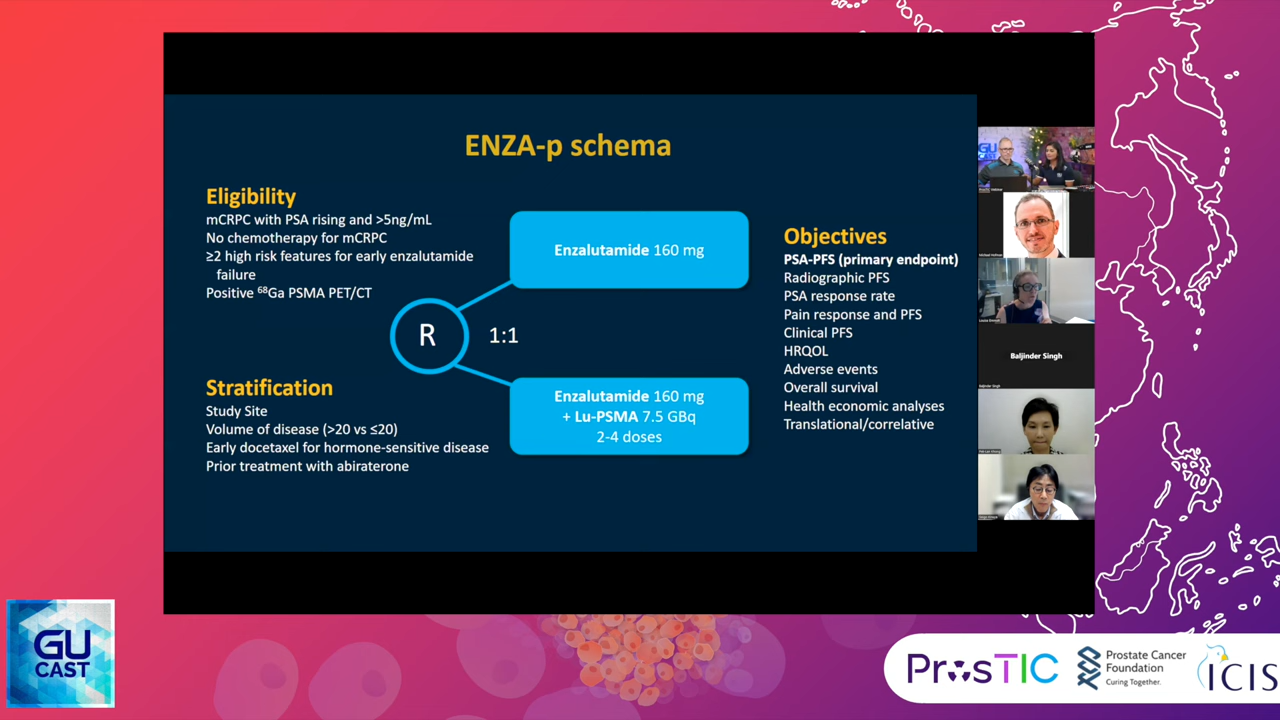 ENZA-p schema
Eligibility
mCRPC with PSA rising and >5ng/mL
No chemotherapy for mCRPC
≥2 high risk features for early enzalutamide
failure
Positive ⁶⁸Ga PSMA PET/CT
Stratification
Study Site
Volume of disease (>20 vs ≤20)
Early docetaxel for hormone-sensitive disease
Prior treatment with abiraterone
R
1:1
Enzalutamide 160 mg
Enzalutamide 160 mg
+ Lu-PSMA 7.5 GBq
2-4 doses
Objectives
PSA-PFS (primary endpoint)
Radiographic PFS
PSA response rate
Pain response and PFS
Clinical PFS
HRQOL
Adverse events
Overall survival
Health economic analyses
Translational/correlative
GU
CAST
Baljinder Singh
Baljinder Singh
GU
CAST
ProsTIC
Prostate Cancer
Foundation
Curing Together.
ICIS